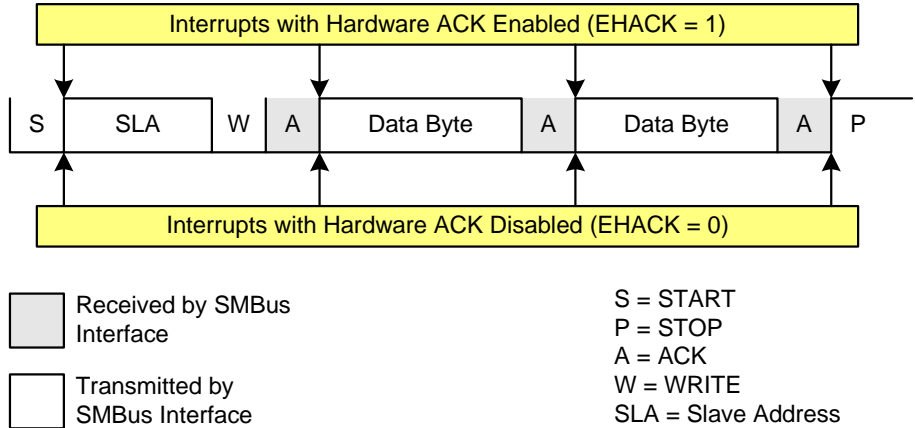 Interrupts with Hardware ACK Enabled (EHACK = 1)
S SLA W A Data Byte A Data Byte A P
Interrupts with Hardware ACK Disabled (EHACK = 0)
Received by SMBus
Interface
Transmitted by
SMBus Interface
S = START
P = STOP
A = ACK
W = WRITE
SLA = Slave Address